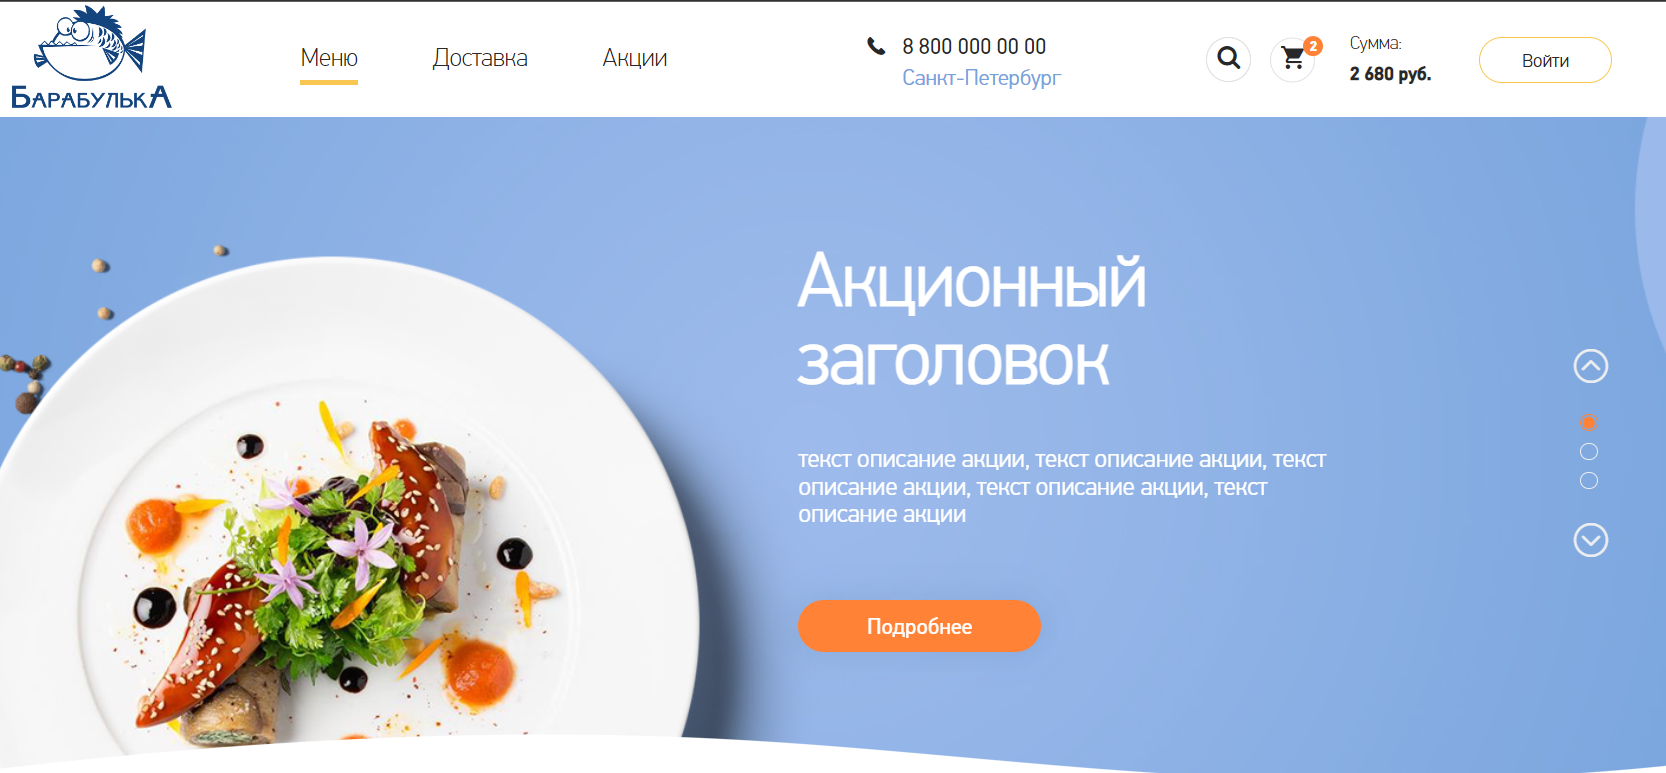 БАРАБУЛЬКА
Меню
Доставка
Акции
8 800 000 00 00
Санкт-Петербург
2
Сумма:
2 680 руб.
Войти
Акционный
заголовок
текст описание акции, текст описание акции, текст
описание акции, текст описание акции, текст
описание акции
Подробнее